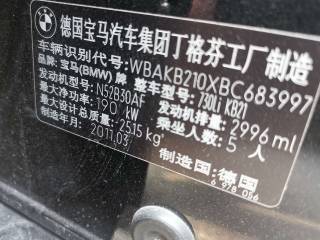 德国宝马汽车集团丁格芬工厂制造
车辆识别代号: WBAKB210XBC683997
品牌: 宝马(BMW)牌 整车型号: 730Li KB21
发动机型号: N52B30AF 发动机排量: 2996 ml
最大净功率: 190 kW 乘坐人数: 5 人
最大设计总质量: 2515 kg
制造年月: 2011.03 制造国: 德国
6 978 086